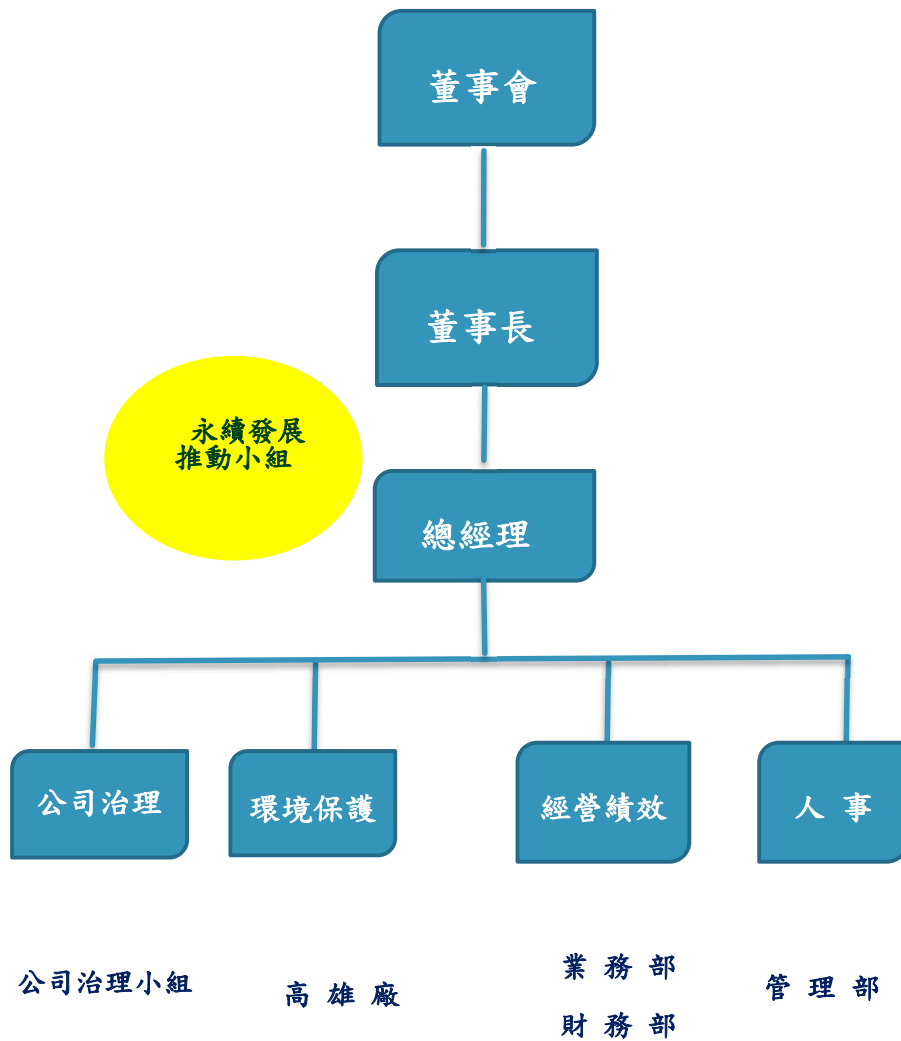 董事會
董事長
永續發展
推動小組
總經理
公司治理
環境保護
經營績效
人 事
公司治理小組
高 雄 廠
業 務 部
財 務 部
管 理 部